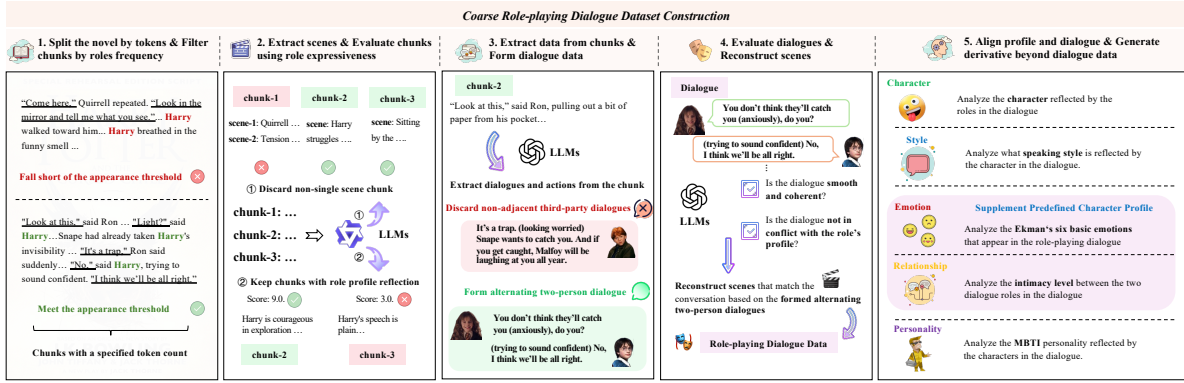 Coarse Role-playing Dialogue Dataset Construction
1. Split the novel by tokens & Filter
chunks by roles frequency
“Come here,” Quirrell repeated. “Look in the
mirror and tell me what you see.”... Harry
walked toward him... Harry breathed in the
funny smell ...
Fall short of the appearance threshold
"Look at this," said Ron … "Light?" said
Harry…Snape had already taken Harry's
invisibility … "It's a trap," Ron said
suddenly… "No," said Harry, trying to
sound confident. "I think we'll be all right."
Meet the appearance threshold
Chunks with a specified token count
2. Extract scenes & Evaluate chunks
using role expressiveness
chunk-1
chunk-2
chunk-3
scene-1: Quirrell …
scene-2: Tension …
scene: Harry
struggles ….
scene: Sitting
by the ….
① Discard non-single scene chunk
chunk-1: …
chunk-2: …
chunk-3: …
①
②
LLMs
② Keep chunks with role profile reflection
Score: 9.0.
Score: 3.0.
Harry is courageous
in exploration …
Harry's speech is
plain…
chunk-2
chunk-3
3. Extract data from chunks &
Form dialogue data
chunk-2
“Look at this,” said Ron, pulling out a bit of
paper from his pocket…
LLMs
Extract dialogues and actions from the chunk
Discard non-adjacent third-party dialogues
It’s a trap. (looking worried)
Snape wants to catch you. And if
you get caught, Malfoy will be
laughing at you all year.
Form alternating two-person dialogue
You don’t think they’ll catch
you (anxiously), do you?
(trying to sound confident) No,
I think we’ll be all right.
4. Evaluate dialogues &
Reconstruct scenes
Dialogue
You don’t think they’ll catch
you (anxiously), do you?
(trying to sound confident) No,
I think we’ll be all right.
⋮
LLMs
Is the dialogue smooth
and coherent?
Is the dialogue not in
conflict with the role's
profile?
Reconstruct scenes that match the
conversation based on the formed alternating
two-person dialogues
Role-playing Dialogue Data
5. Align profile and dialogue & Generate
derivative beyond dialogue data
Character
Analyze the character reflected by the
roles in the dialogue
Style
Analyze what speaking style is reflected by
the character in the dialogue.
Emotion
Supplement Predefined Character Profile
Analyze the Ekman‘s six basic emotions
that appear in the role-playing dialogue
Relationship
Analyze the intimacy level between the two
dialogue roles in the dialogue
Personality
Analyze the MBTI personality reflected by
the characters in the dialogue.